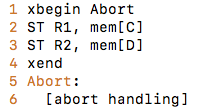 1 xbegin Abort
2 ST R1, mem[C]
3 ST R2, mem[D]
4 xend
5 Abort:
6   [abort handling]